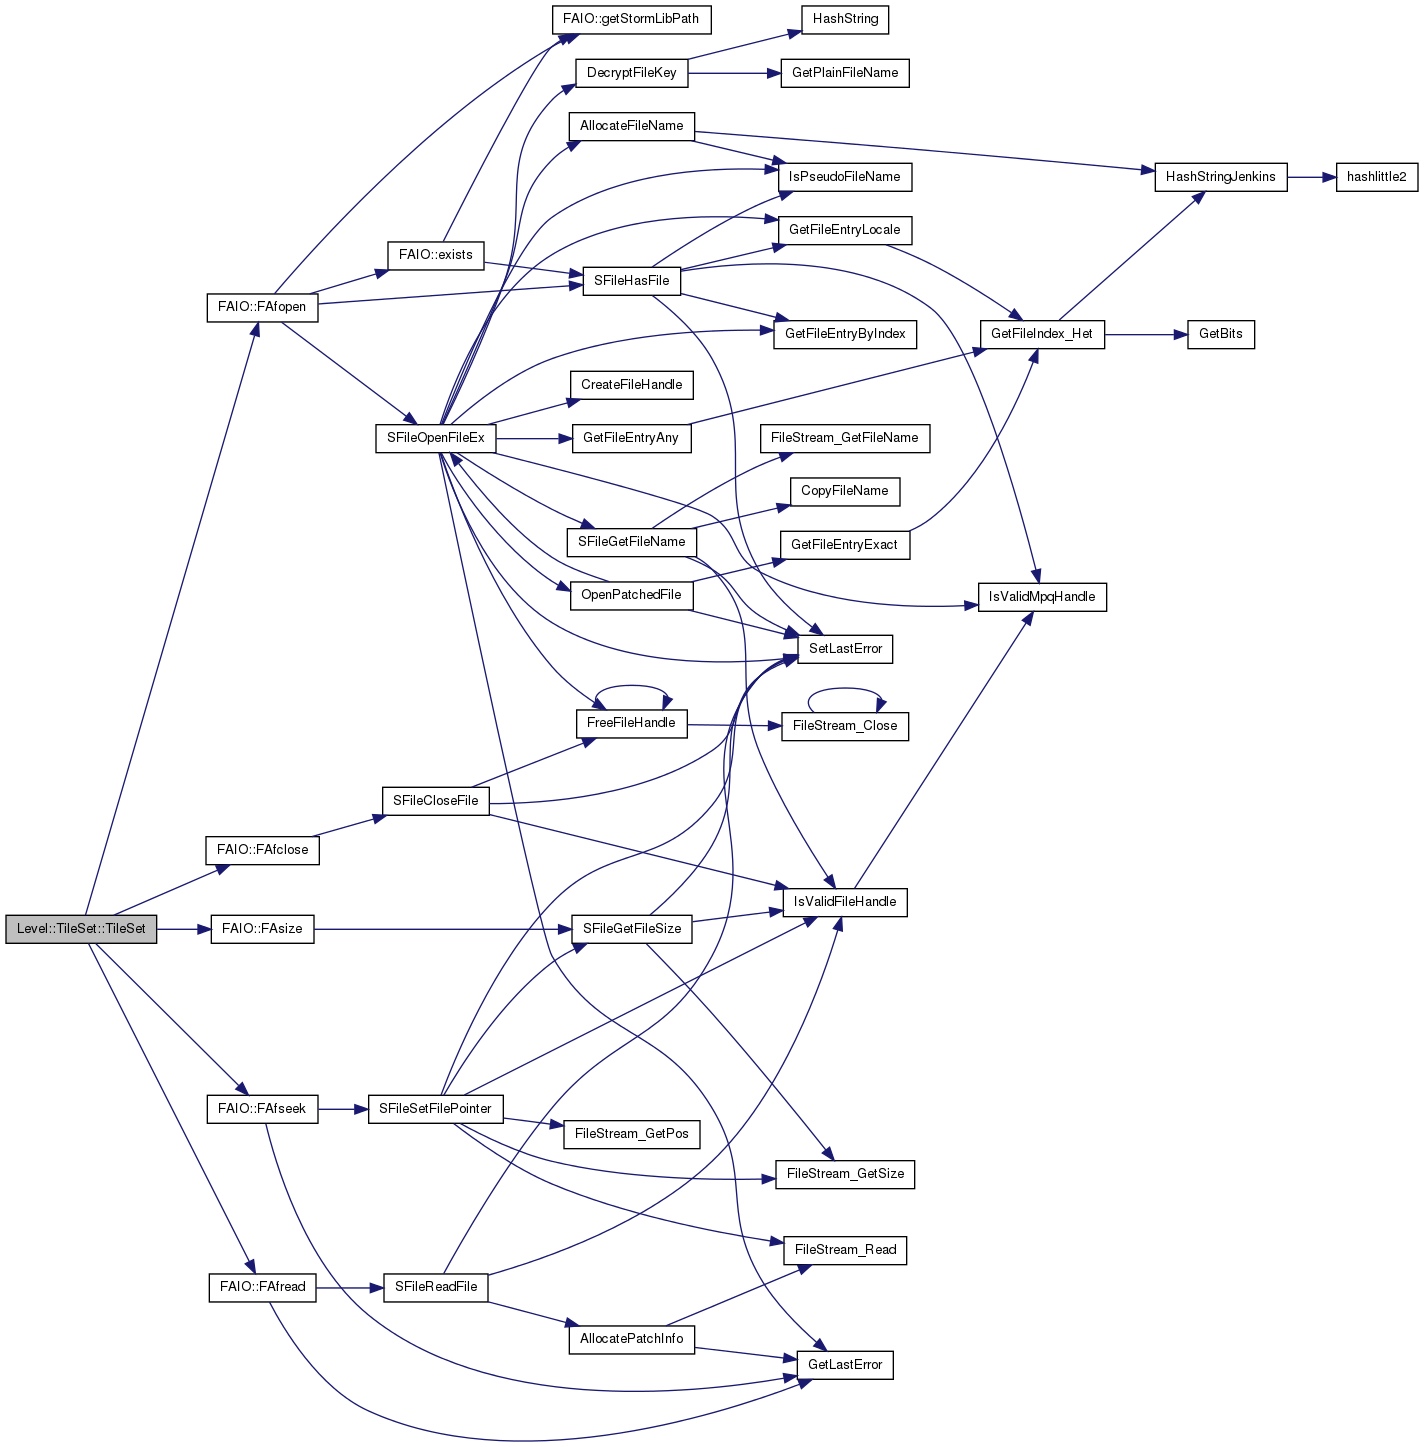 FAIO::getStormLibPath
HashString
DecryptFileKey
GetPlainFileName
AllocateFileName
IsPseudoFileName
HashStringJenkins
hashlittle2
GetFileEntryLocale
FAIO::exists
SFileHasFile
FAIO::FAfopen
GetFileEntryByIndex
GetFileIndex_Het
GetBits
CreateFileHandle
SFileOpenFileEx
GetFileEntryAny
FileStream_GetFileName
CopyFileName
SFileGetFileName
GetFileEntryExact
OpenPatchedFile
IsValidMpqHandle
SetLastError
FreeFileHandle
FileStream_Close
SFileCloseFile
FAIO::FAfclose
IsValidFileHandle
Level::TileSet::TileSet
FAIO::FAsize
SFileGetFileSize
FAIO::FAfseek
SFileSetFilePointer
FileStream_GetPos
FileStream_GetSize
FileStream_Read
FAIO::FAfread
SFileReadFile
AllocatePatchInfo
GetLastError